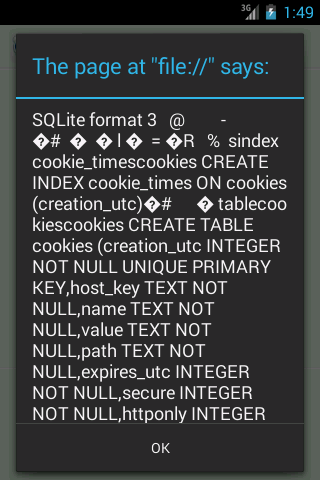 3G 1:49
The page at "file://" says:
SQLite format 3 @ -
�# � � l � = �R % sindex
cookie_timescookies CREATE
INDEX cookie_times ON cookies
(creation_utc)�# � tablecoo
kiescookies CREATE TABLE
cookies (creation_utc INTEGER
NOT NULL UNIQUE PRIMARY
KEY,host_key TEXT NOT
NULL,name TEXT NOT
NULL,value TEXT NOT
NULL,path TEXT NOT
NULL,expires_utc INTEGER
NOT NULL,secure INTEGER
NOT NULL,httponly INTEGER
OK